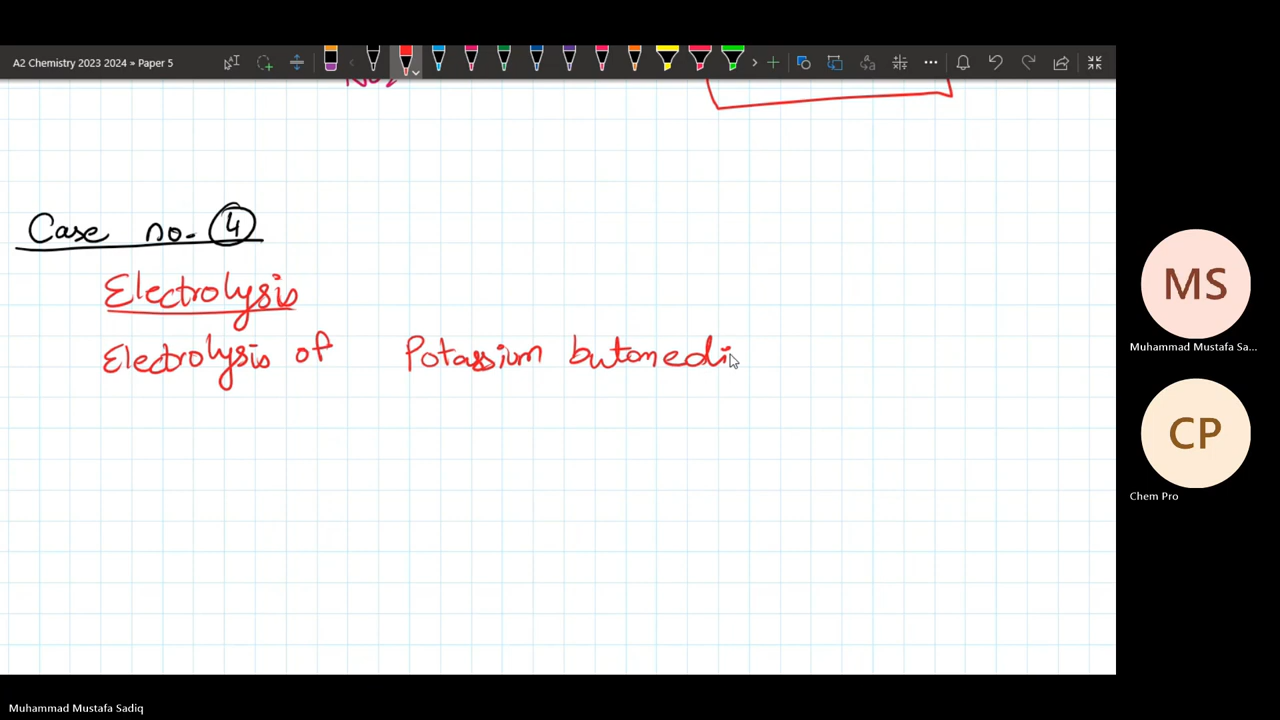 A2 Chemistry 2023 2024 » Paper 5
Case no. 4
Electrolysis
Electrolysis of Potassium butanedi
MS
Muhammad Mustafa Sa...
CP
Chem Pro
Muhammad Mustafa Sadiq